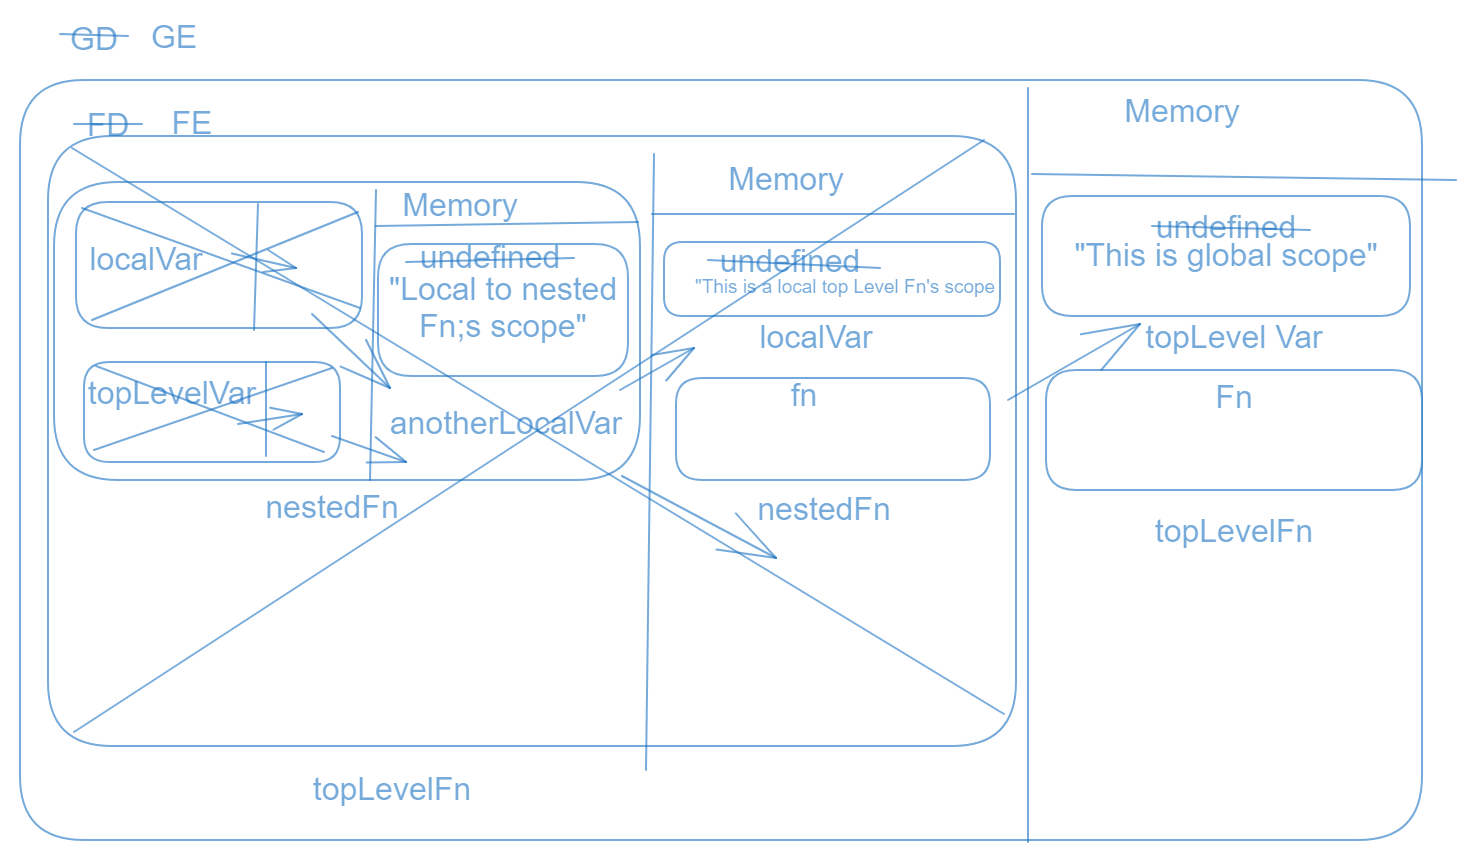 GD GE
FD FE
Memory
Memory
Memory
localVar
undefined
"Local to nested
Fn;s scope"
undefined
"This is a local top Level Fn's scope
undefined
"This is global scope"
localVar
topLevel Var
topLevelVar
anotherLocalVar
fn
Fn
nestedFn
nestedFn
topLevelFn
topLevelFn